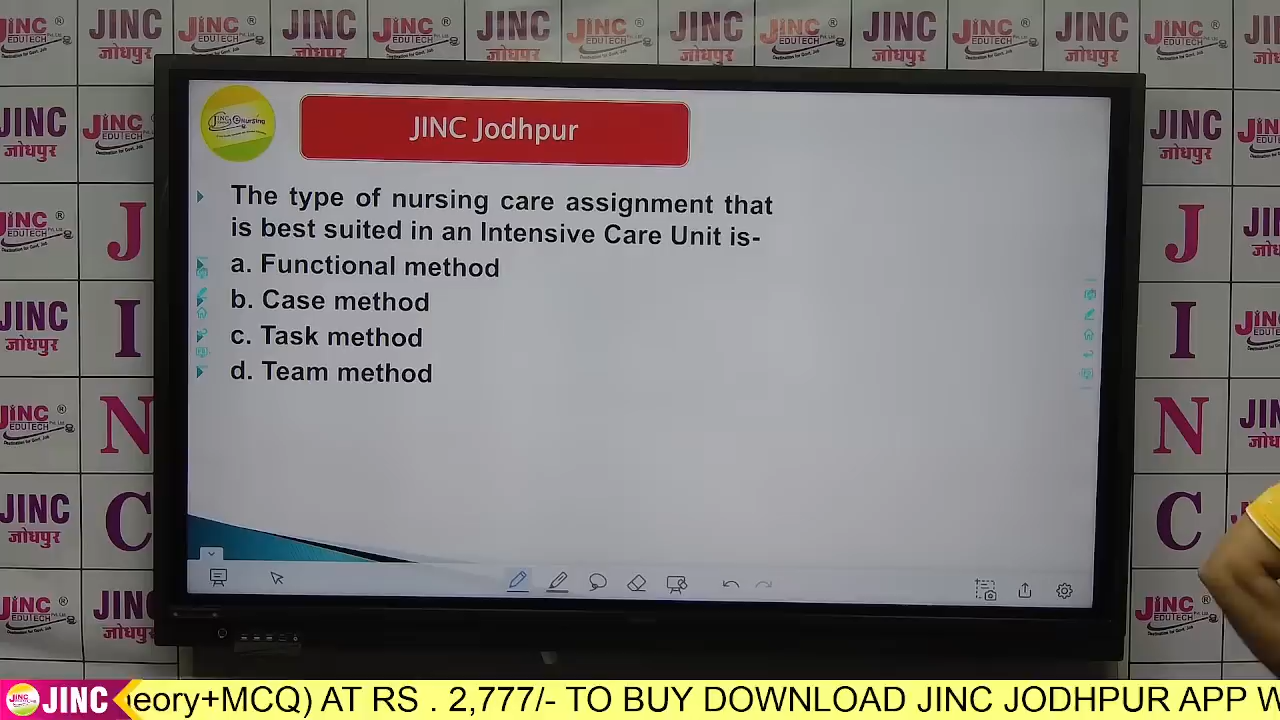 JINC Jodhpur
The type of nursing care assignment that
is best suited in an Intensive Care Unit is-
a. Functional method
b. Case method
c. Task method
d. Team method
JINC
जोधपुर
JINC
EDUTECH
J
I
N
C
JINC eory+MCQ) AT RS . 2,777/- TO BUY DOWNLOAD JINC JODHPUR APP W